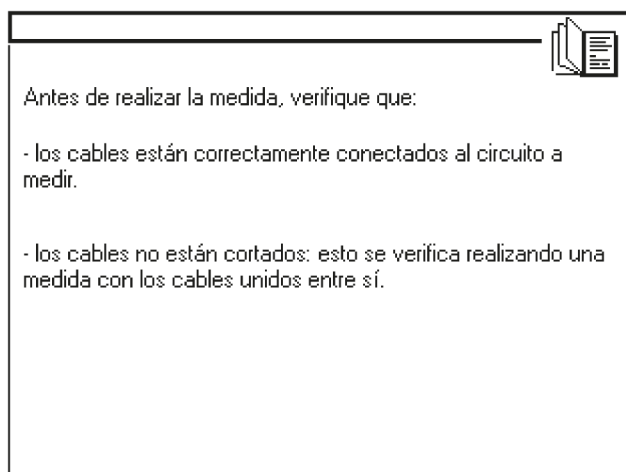 Antes de realizar la medida, verifique que:
- los cables están correctamente conectados al circuito a
medir.
- los cables no están cortados: esto se verifica realizando una
medida con los cables unidos entre sí.